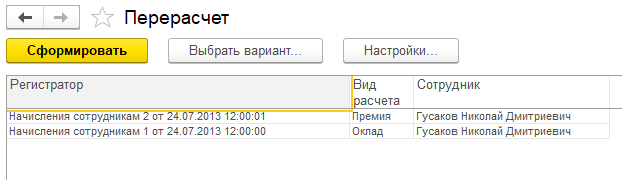 Перерасчет
Сформировать Выбрать вариант... Настройки...
Регистратор Вид расчета Сотрудник
Начисления сотрудникам 2 от 24.07.2013 12:00:01 Премия Гусаков Николай Дмитриевич
Начисления сотрудникам 1 от 24.07.2013 12:00:00 Оклад Гусаков Николай Дмитриевич